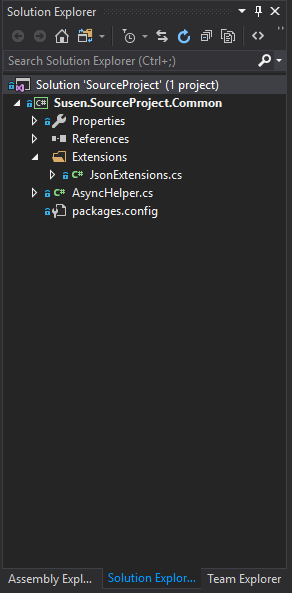 Solution Explorer
Search Solution Explorer (Ctrl+;)
Solution 'SourceProject' (1 project)
C# Susen.SourceProject.Common
Properties
References
Extensions
C# JsonExtensions.cs
C# AsyncHelper.cs
packages.config
Assembly Expl... Solution Explor... Team Explorer